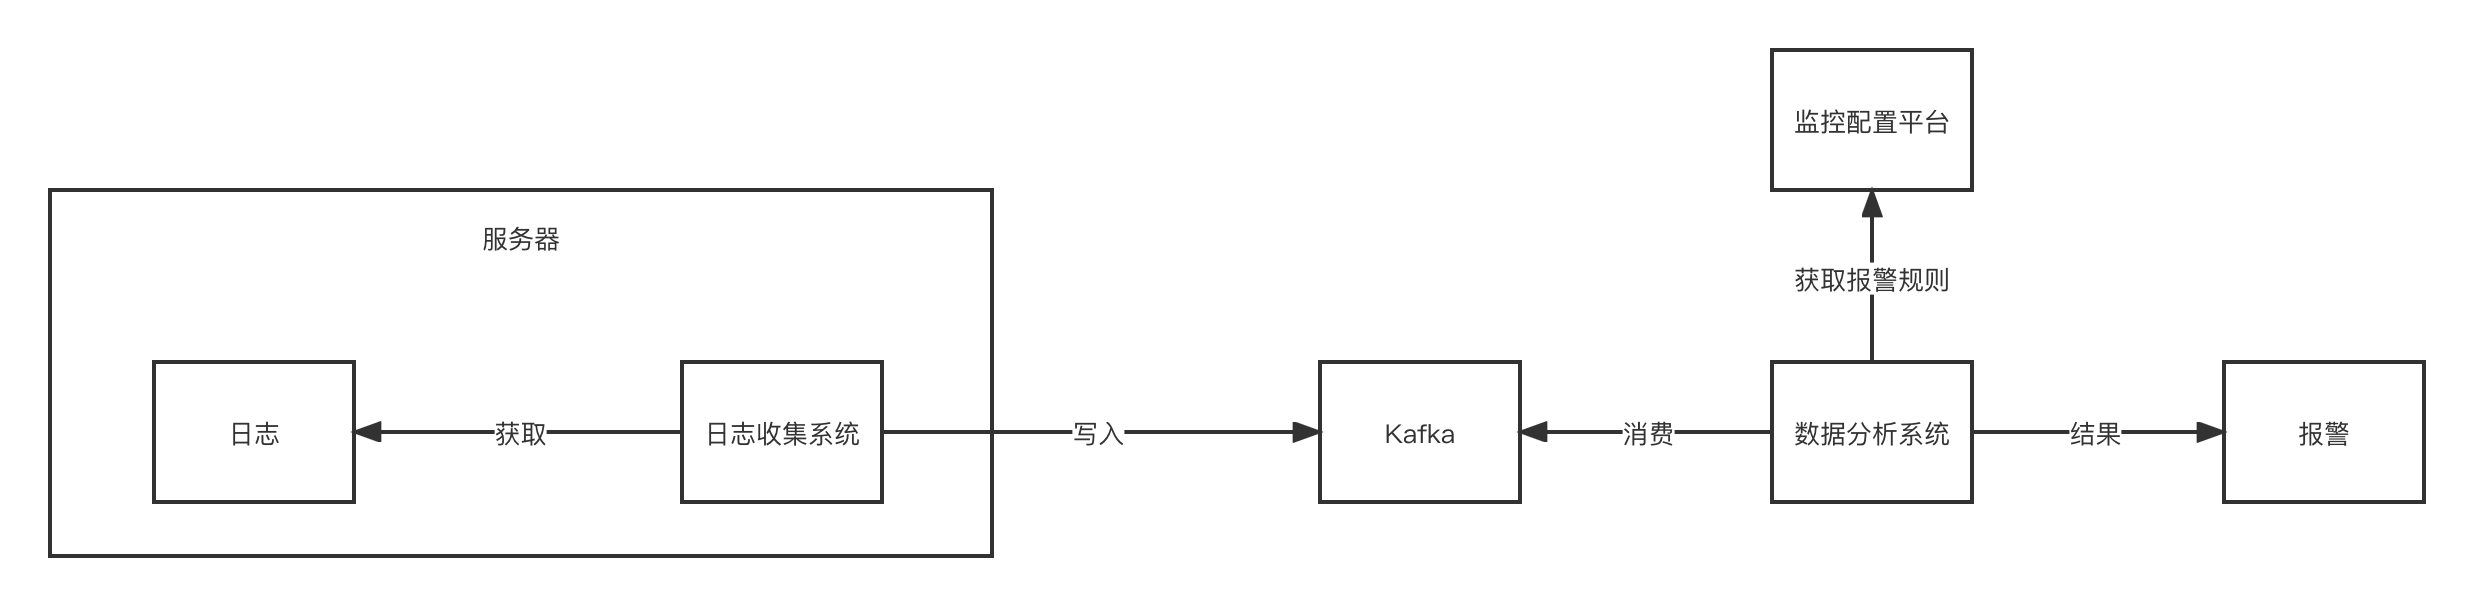 监控配置平台
服务器
获取报警规则
日志
获取
日志收集系统
写入
Kafka
消费
数据分析系统
结果
报警